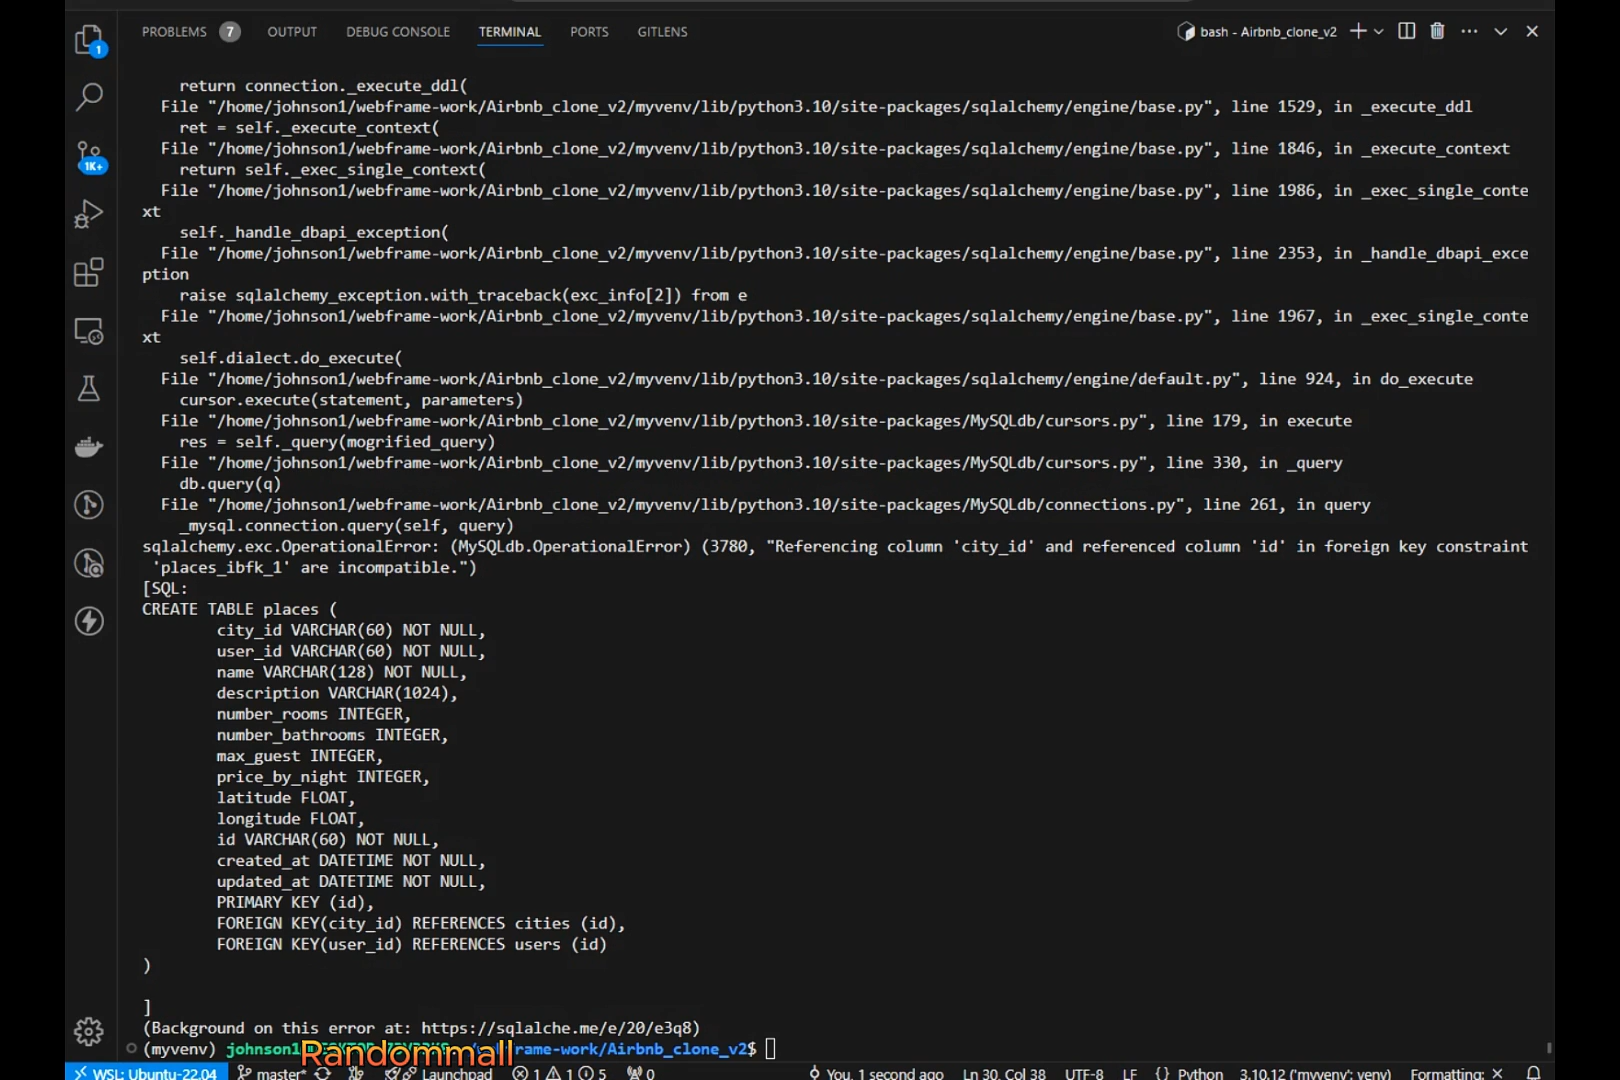 PROBLEMS 7 OUTPUT DEBUG CONSOLE TERMINAL PORTS GITLENS bash - Airbnb_clone_v2
1
1K+
return connection._execute_ddl(
File "/home/johnson1/webframe-work/Airbnb_clone_v2/myvenv/lib/python3.10/site-packages/sqlalchemy/engine/base.py", line 1529, in _execute_ddl
ret = self._execute_context(
File "/home/johnson1/webframe-work/Airbnb_clone_v2/myvenv/lib/python3.10/site-packages/sqlalchemy/engine/base.py", line 1846, in _execute_context
return self._exec_single_context(
File "/home/johnson1/webframe-work/Airbnb_clone_v2/myvenv/lib/python3.10/site-packages/sqlalchemy/engine/base.py", line 1986, in _exec_single_conte
xt
self._handle_dbapi_exception(
File "/home/johnson1/webframe-work/Airbnb_clone_v2/myvenv/lib/python3.10/site-packages/sqlalchemy/engine/base.py", line 2353, in _handle_dbapi_exce
ption
raise sqlalchemy_exception.with_traceback(exc_info[2]) from e
File "/home/johnson1/webframe-work/Airbnb_clone_v2/myvenv/lib/python3.10/site-packages/sqlalchemy/engine/base.py", line 1967, in _exec_single_conte
xt
self.dialect.do_execute(
File "/home/johnson1/webframe-work/Airbnb_clone_v2/myvenv/lib/python3.10/site-packages/sqlalchemy/engine/default.py", line 924, in do_execute
cursor.execute(statement, parameters)
File "/home/johnson1/webframe-work/Airbnb_clone_v2/myvenv/lib/python3.10/site-packages/MySQLdb/cursors.py", line 179, in execute
res = self._query(mogrified_query)
File "/home/johnson1/webframe-work/Airbnb_clone_v2/myvenv/lib/python3.10/site-packages/MySQLdb/cursors.py", line 330, in _query
db.query(q)
File "/home/johnson1/webframe-work/Airbnb_clone_v2/myvenv/lib/python3.10/site-packages/MySQLdb/connections.py", line 261, in query
_mysql.connection.query(self, query)
sqlalchemy.exc.OperationalError: (MySQLdb.OperationalError) (3780, "Referencing column 'city_id' and referenced column 'id' in foreign key constraint
'places_ibfk_1' are incompatible.")
[SQL:
CREATE TABLE places (
city_id VARCHAR(60) NOT NULL,
user_id VARCHAR(60) NOT NULL,
name VARCHAR(128) NOT NULL,
description VARCHAR(1024),
number_rooms INTEGER,
number_bathrooms INTEGER,
max_guest INTEGER,
price_by_night INTEGER,
latitude FLOAT,
longitude FLOAT,
id VARCHAR(60) NOT NULL,
created_at DATETIME NOT NULL,
updated_at DATETIME NOT NULL,
PRIMARY KEY (id),
FOREIGN KEY(city_id) REFERENCES cities (id),
FOREIGN KEY(user_id) REFERENCES users (id)
)
]
(Background on this error at: https://sqlalche.me/e/20/e3q8)
(myvenv) johnson1 /webframe-work/Airbnb_clone_v2$
Randommall
WSL: Ubuntu-22.04 master* Launchpad 1 1 5 0 You, 1 second ago Ln 30, Col 38 UTF-8 LF {} Python 3.10.12 ('myvenv': venv) Formatting: ✕